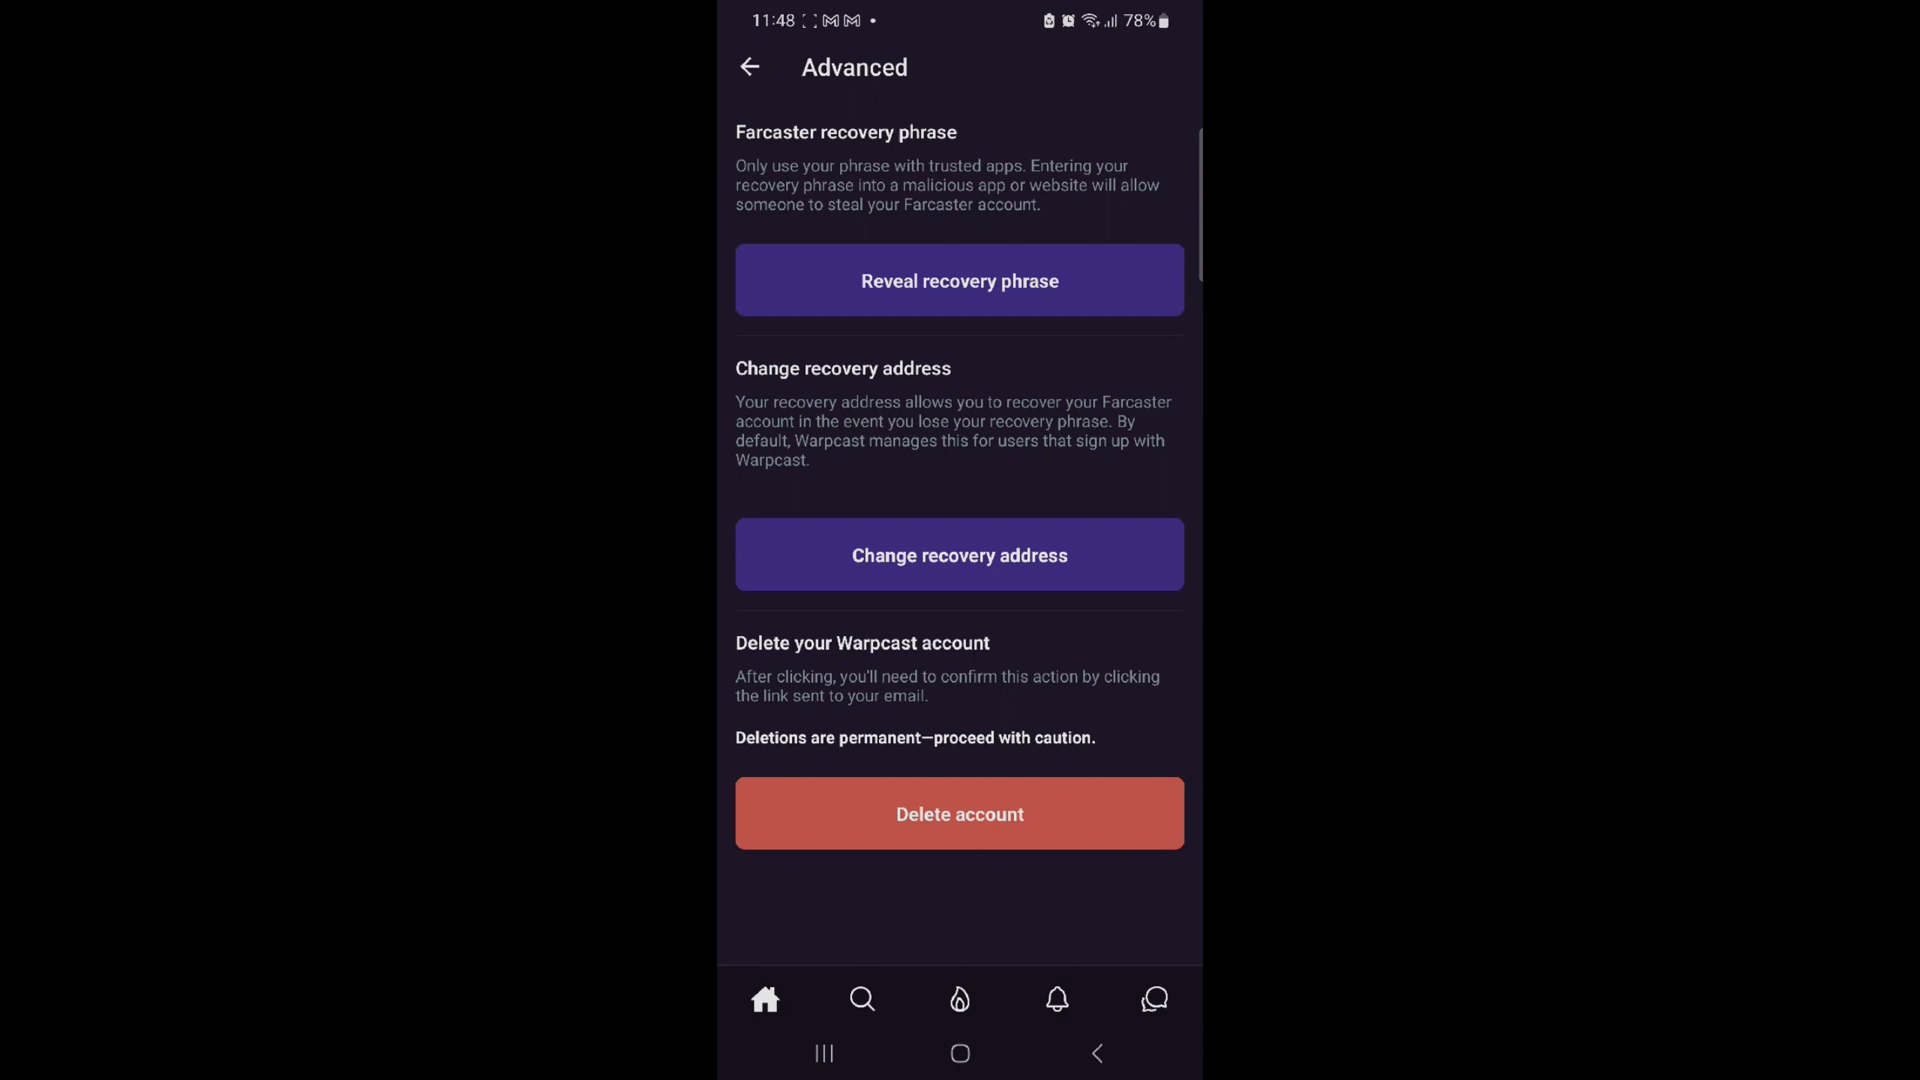 11:48
78%
Advanced
Farcaster recovery phrase
Only use your phrase with trusted apps. Entering your
recovery phrase into a malicious app or website will allow
someone to steal your Farcaster account.
Reveal recovery phrase
Change recovery address
Your recovery address allows you to recover your Farcaster
account in the event you lose your recovery phrase. By
default, Warpcast manages this for users that sign up with
Warpcast.
Change recovery address
Delete your Warpcast account
After clicking, you'll need to confirm this action by clicking
the link sent to your email.
Deletions are permanent—proceed with caution.
Delete account